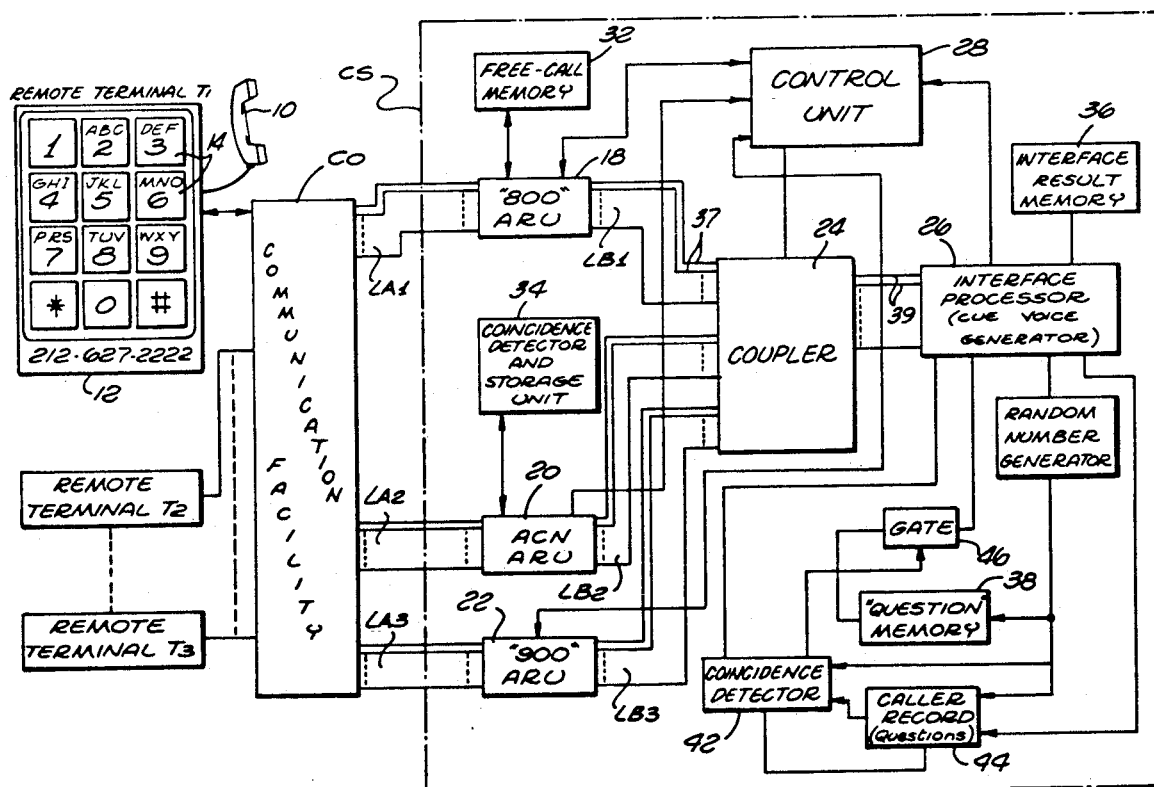 REMOTE TERMINAL T1
10
1
ABC
2
DEF
3
14
GHI
4
JKL
5
MNO
6
PRS
7
TUV
8
WXY
9
*
0
#
212-627-2222
12
REMOTE
TERMINAL T2
REMOTE
TERMINAL T3
CO
COMMUNICATION
FACILITY
CS
32
FREE-CALL
MEMORY
18
"800"
ARU
LA1
LB1
34
COINCIDENCE
DETECTOR
AND
STORAGE
UNIT
LA2
20
ACN
ARU
LB2
LA3
22
"900"
ARU
LB3
28
CONTROL
UNIT
37
24
COUPLER
39
36
INTERFACE
RESULT
MEMORY
26
INTERFACE
PROCESSOR
(CUE VOICE
GENERATOR)
RANDOM
NUMBER
GENERATOR
GATE
46
38
"QUESTION"
MEMORY
COINCIDENCE
DETECTOR
42
CALLER
RECORD
(Questions)
44